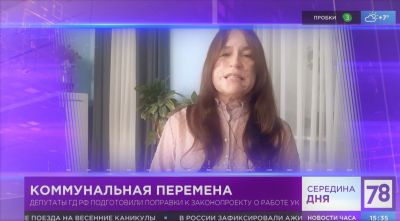 ПРОБКИ 3 +7°
КОММУНАЛЬНАЯ ПЕРЕМЕНА
ДЕПУТАТЫ ГД РФ ПОДГОТОВИЛИ ПОПРАВКИ К ЗАКОНОПРОЕКТУ О РАБОТЕ УК
СЕРЕДИНА
ДНЯ
78
Е ПОЕЗДА НА ВЕСЕННИЕ КАНИКУЛЫ В РОССИИ ЗАФИКСИРОВАЛИ АЖИ
НОВОСТИ ЧАСА 15:35